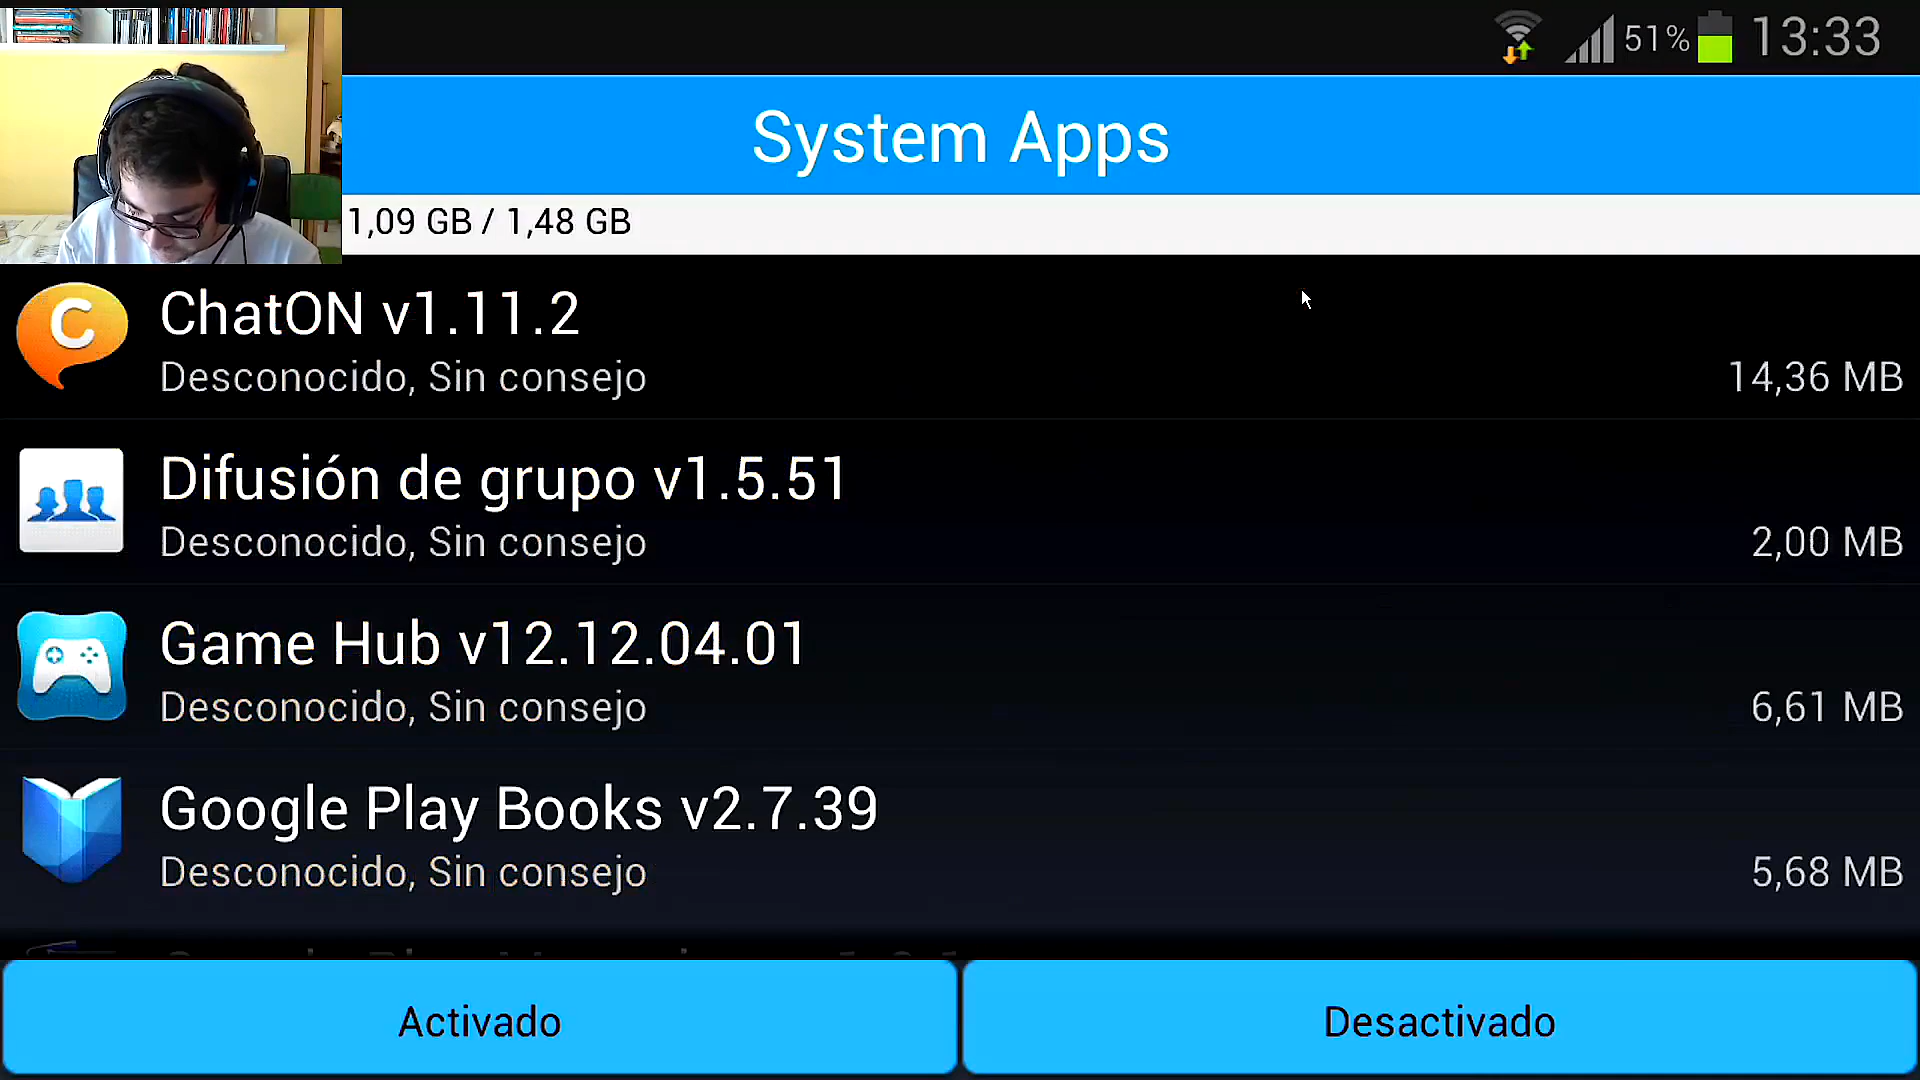 51% 13:33
System Apps
1,09 GB / 1,48 GB
ChatON v1.11.2
Desconocido, Sin consejo
14,36 MB
Difusión de grupo v1.5.51
Desconocido, Sin consejo
2,00 MB
Game Hub v12.12.04.01
Desconocido, Sin consejo
6,61 MB
Google Play Books v2.7.39
Desconocido, Sin consejo
5,68 MB
Activado
Desactivado